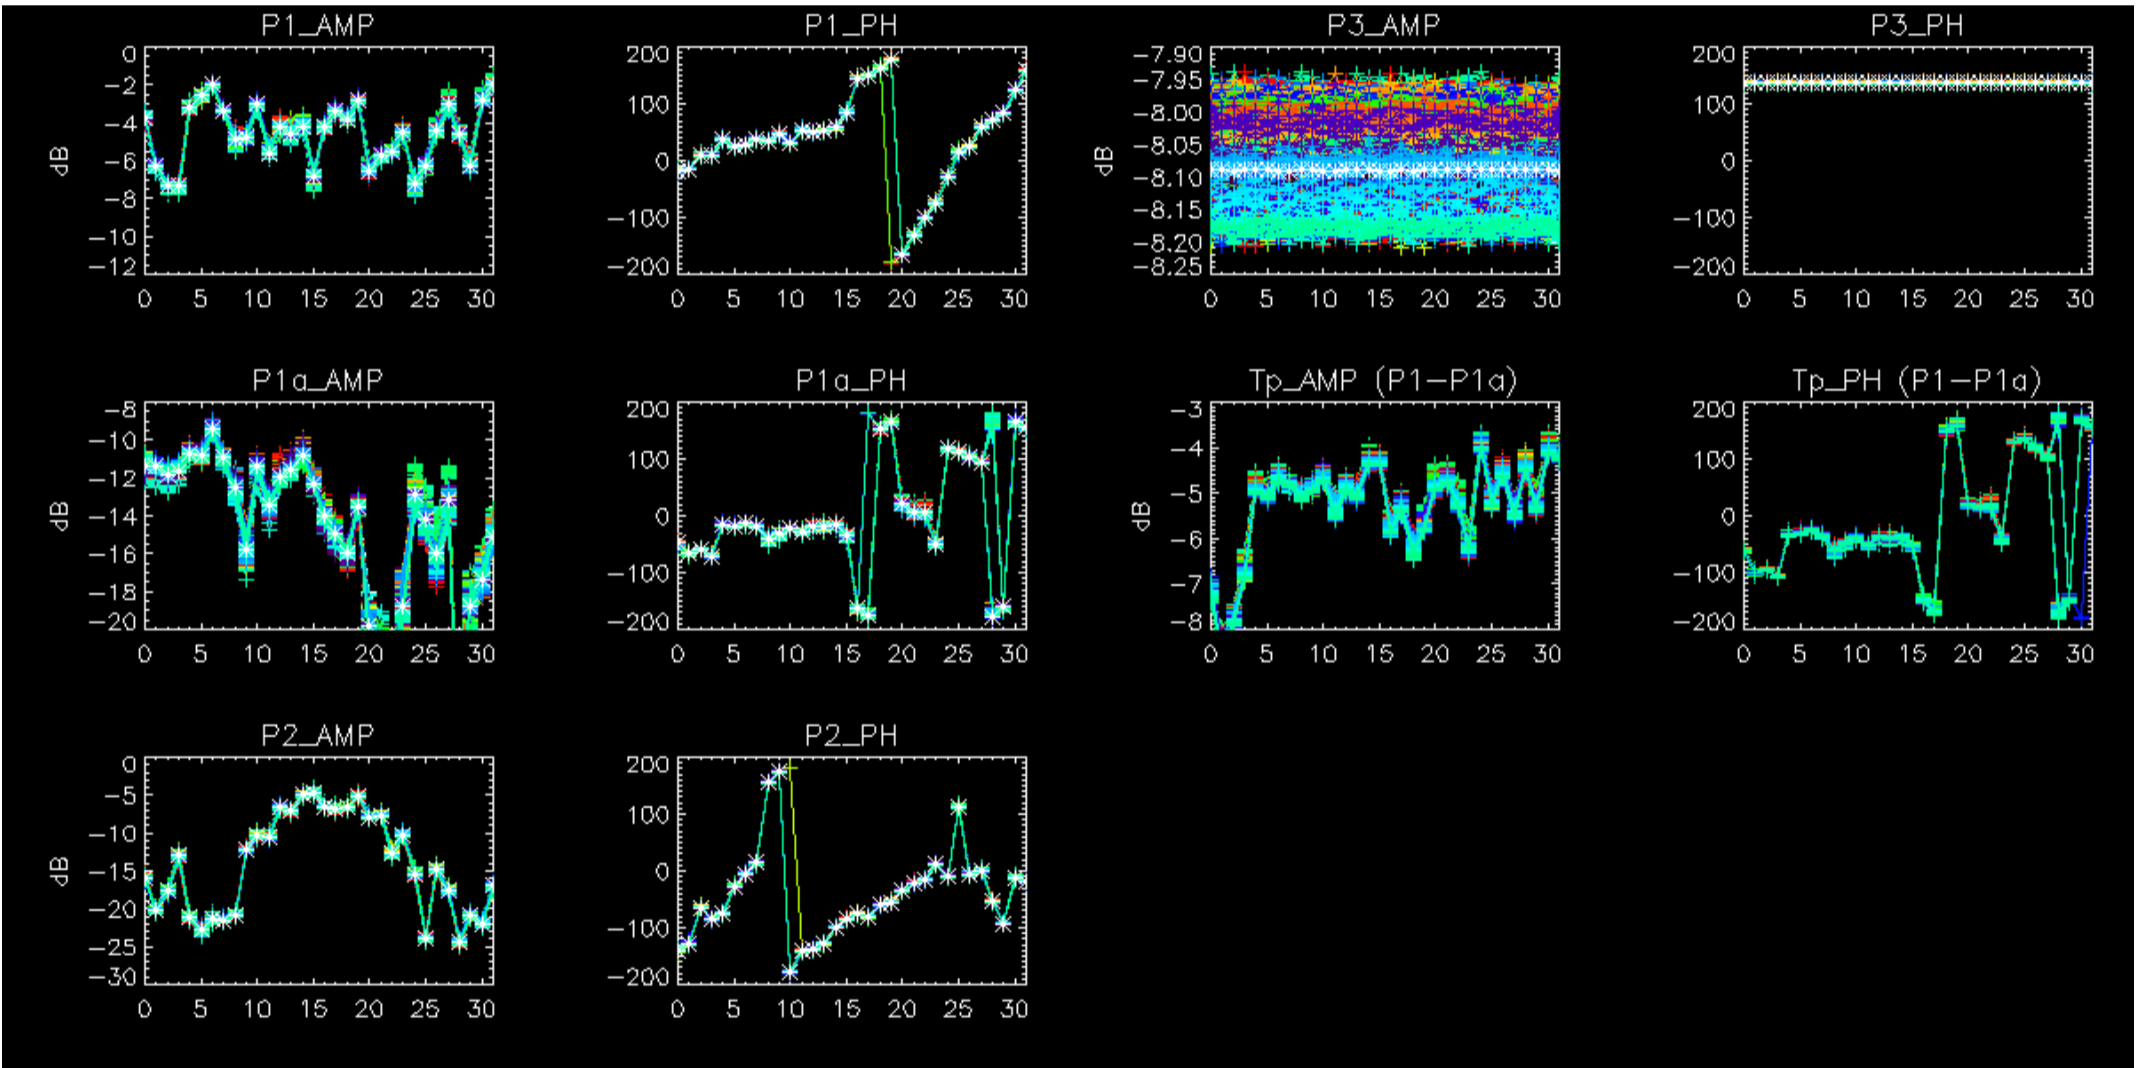 P1_AMP
dB
0
−2
−4
−6
−8
−10
−12
0 5 10 15 20 25 30
P1_PH
200
100
0
−100
−200
0 5 10 15 20 25 30
P3_AMP
dB
−7.90
−7.95
−8.00
−8.05
−8.10
−8.15
−8.20
−8.25
0 5 10 15 20 25 30
P3_PH
200
100
0
−100
−200
0 5 10 15 20 25 30
P1a_AMP
dB
−8
−10
−12
−14
−16
−18
−20
0 5 10 15 20 25 30
P1a_PH
200
100
0
−100
−200
0 5 10 15 20 25 30
Tp_AMP (P1−P1a)
dB
−3
−4
−5
−6
−7
−8
0 5 10 15 20 25 30
Tp_PH (P1−P1a)
200
100
0
−100
−200
0 5 10 15 20 25 30
P2_AMP
dB
0
−5
−10
−15
−20
−25
−30
0 5 10 15 20 25 30
P2_PH
200
100
0
−100
−200
0 5 10 15 20 25 30